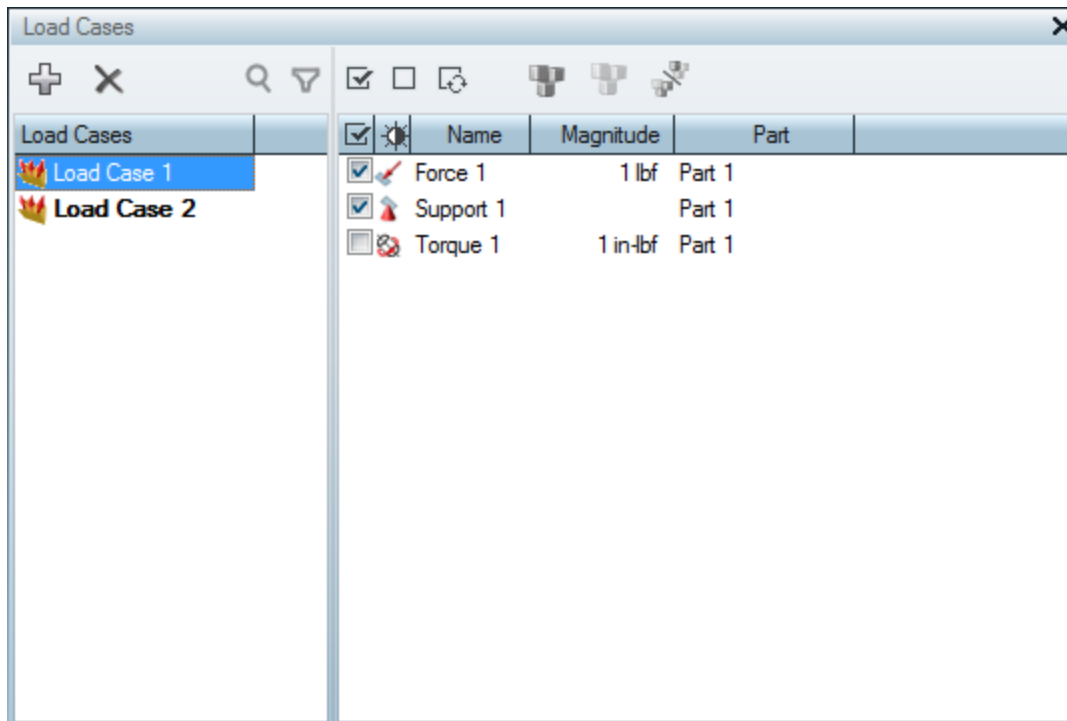 Load Cases
Load Cases
Name Magnitude Part
Load Case 1
Load Case 2
Force 1 1 lbf Part 1
Support 1 Part 1
Torque 1 1 in-lbf Part 1